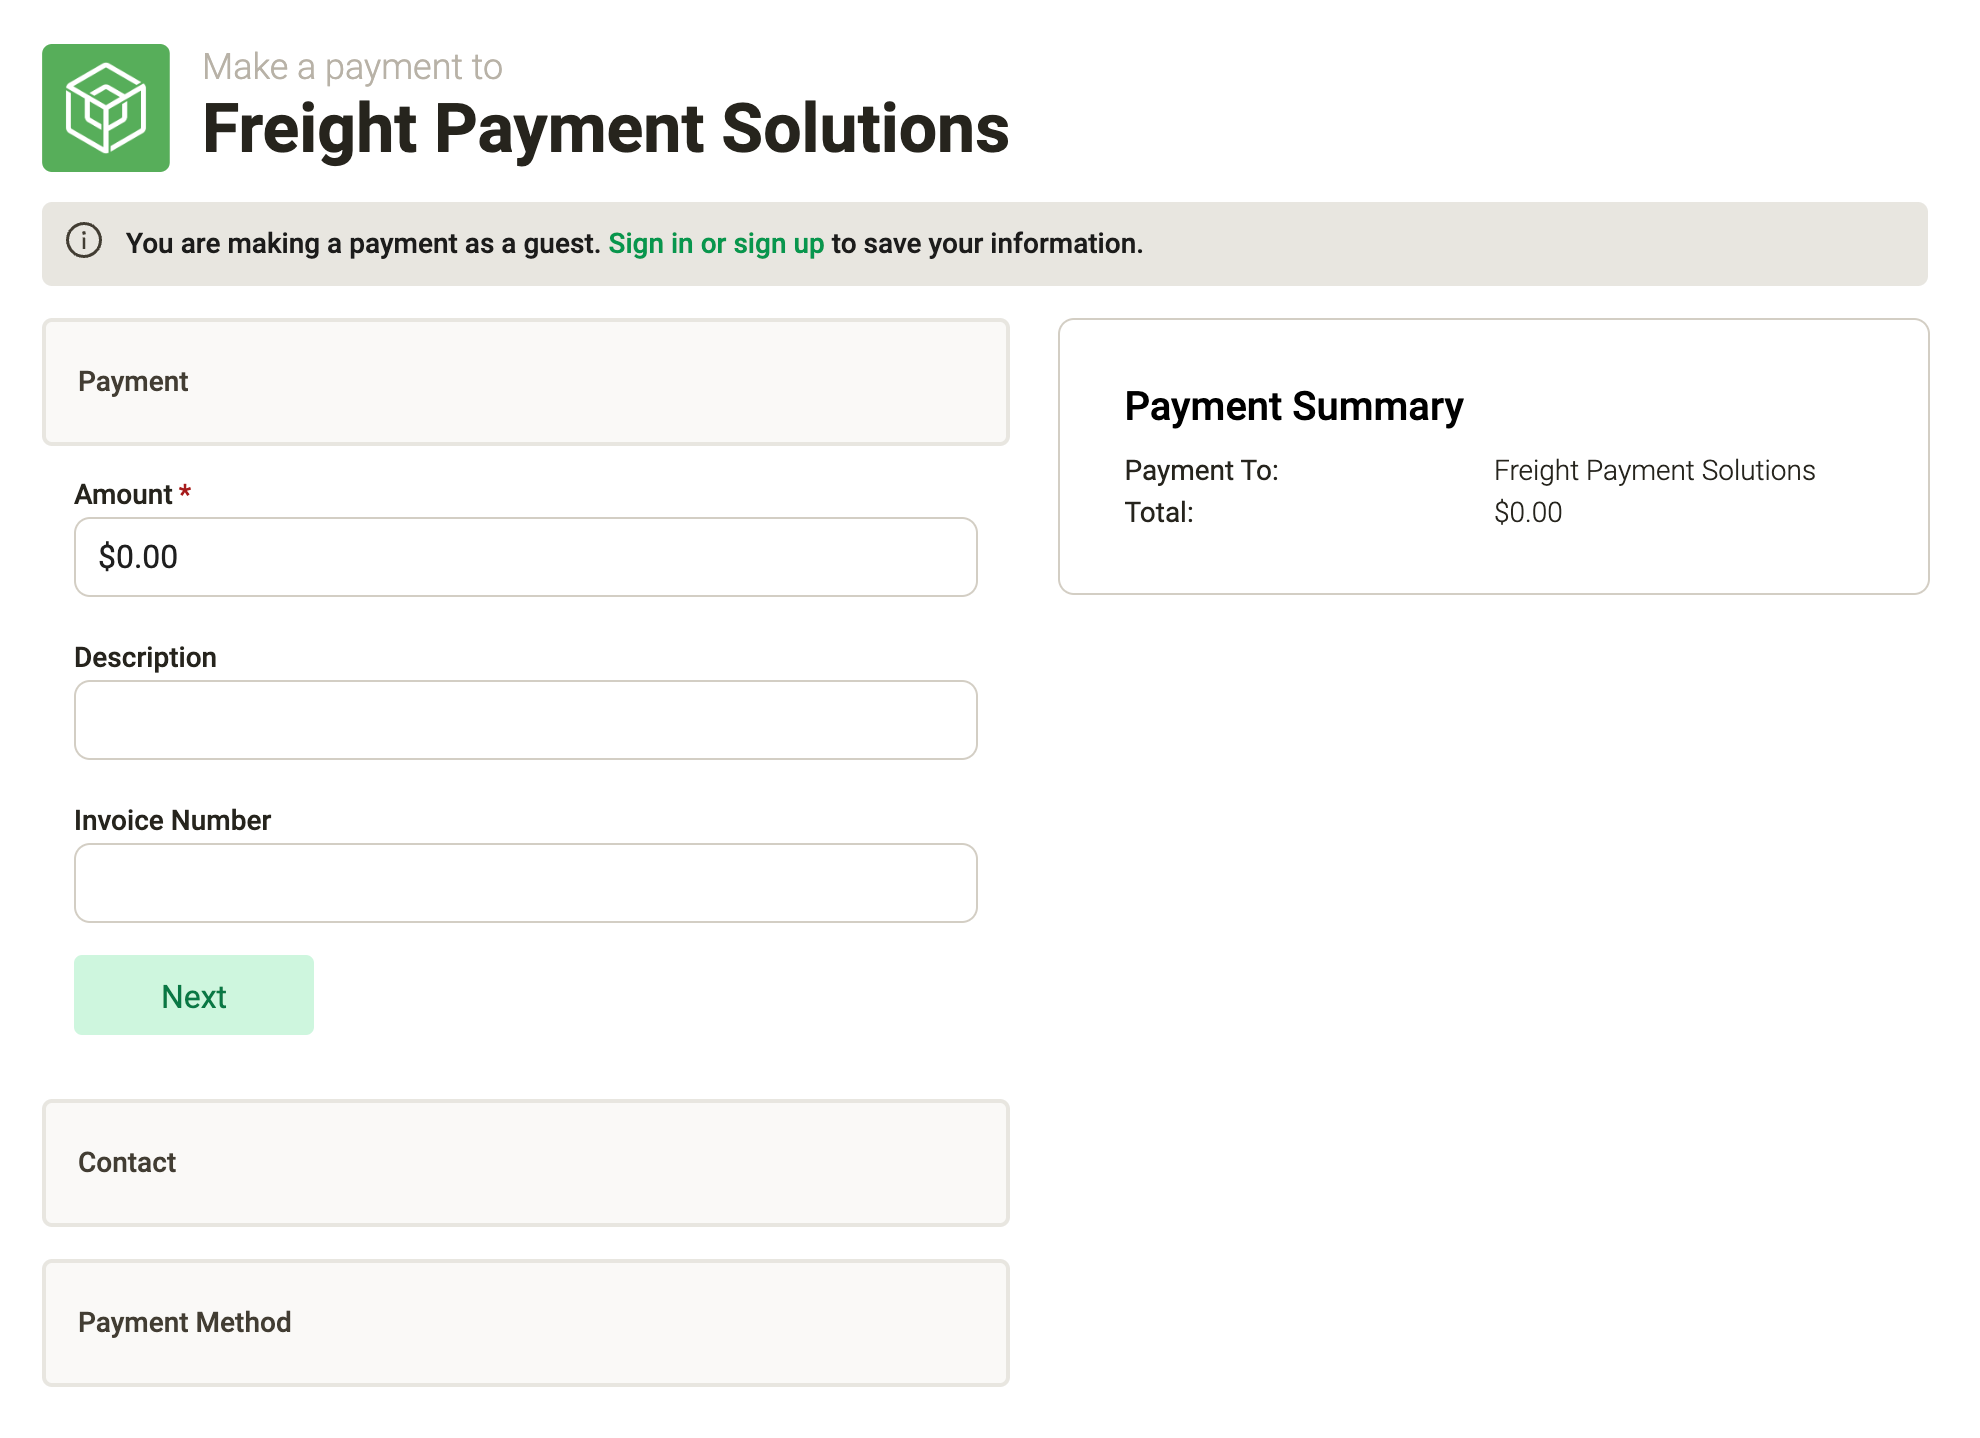 Make a payment to
Freight Payment Solutions
You are making a payment as a guest. Sign in or sign up to save your information.
Payment
Amount *
$0.00
Description
Invoice Number
Next
Contact
Payment Method
Payment Summary
Payment To: Freight Payment Solutions
Total: $0.00